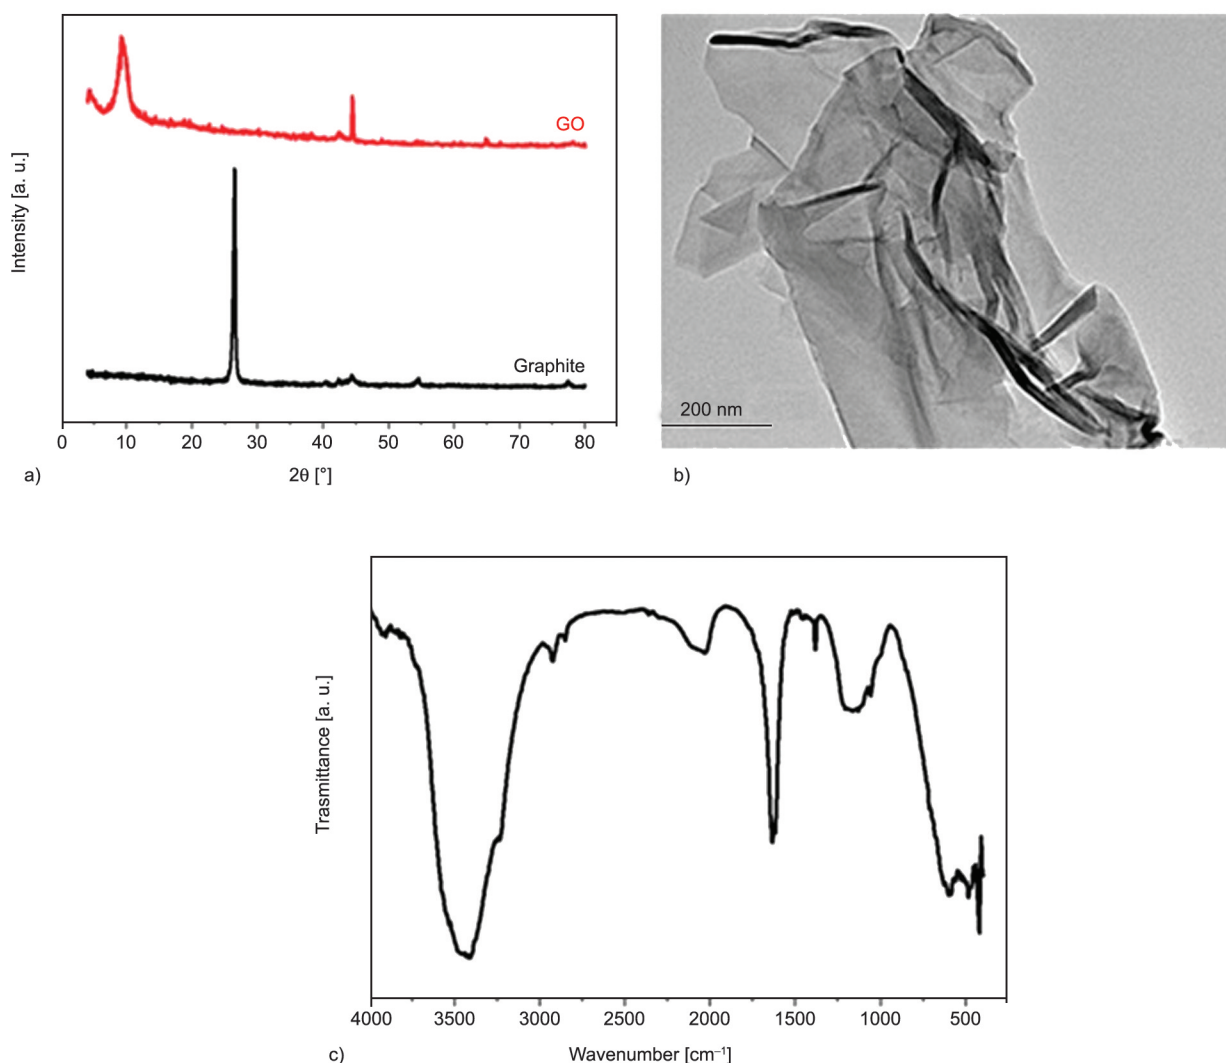 GO
Graphite
Intensity [a. u.]
0 10 20 30 40 50 60 70 80
2θ [°]
a)
200 nm
b)
Trasmittance [a. u.]
4000 3500 3000 2500 2000 1500 1000 500
Wavenumber [cm⁻¹]
c)